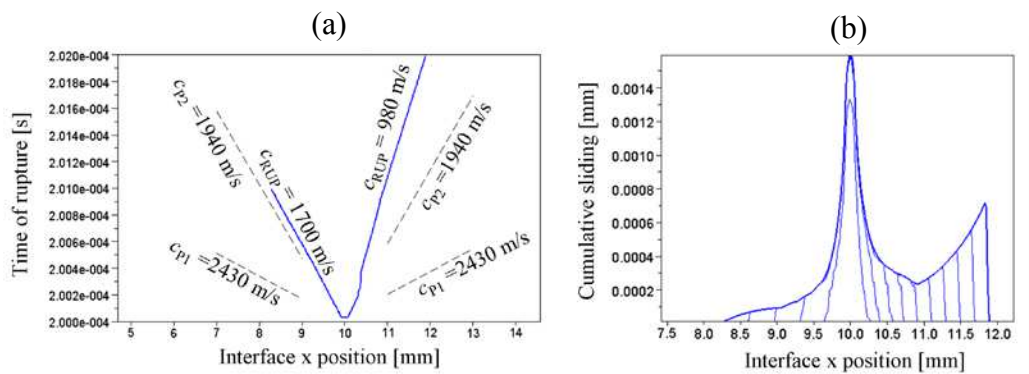 (a)
(b)
Time of rupture [s]
2.020e-004
2.018e-004
2.016e-004
2.014e-004
2.012e-004
2.010e-004
2.008e-004
2.006e-004
2.004e-004
2.002e-004
2.000e-004
cP2 =1940 m/s
cRUP = 1700 m/s
cP1 =2430 m/s
cRUP = 980 m/s
cP2 =1940 m/s
cP1 =2430 m/s
5 6 7 8 9 10 11 12 13 14
Interface x position [mm]
Cumulative sliding [mm]
0.0014
0.0012
0.0010
0.0008
0.0006
0.0004
0.0002
7.5 8.0 8.5 9.0 9.5 10.0 10.5 11.0 11.5 12.0
Interface x position [mm]